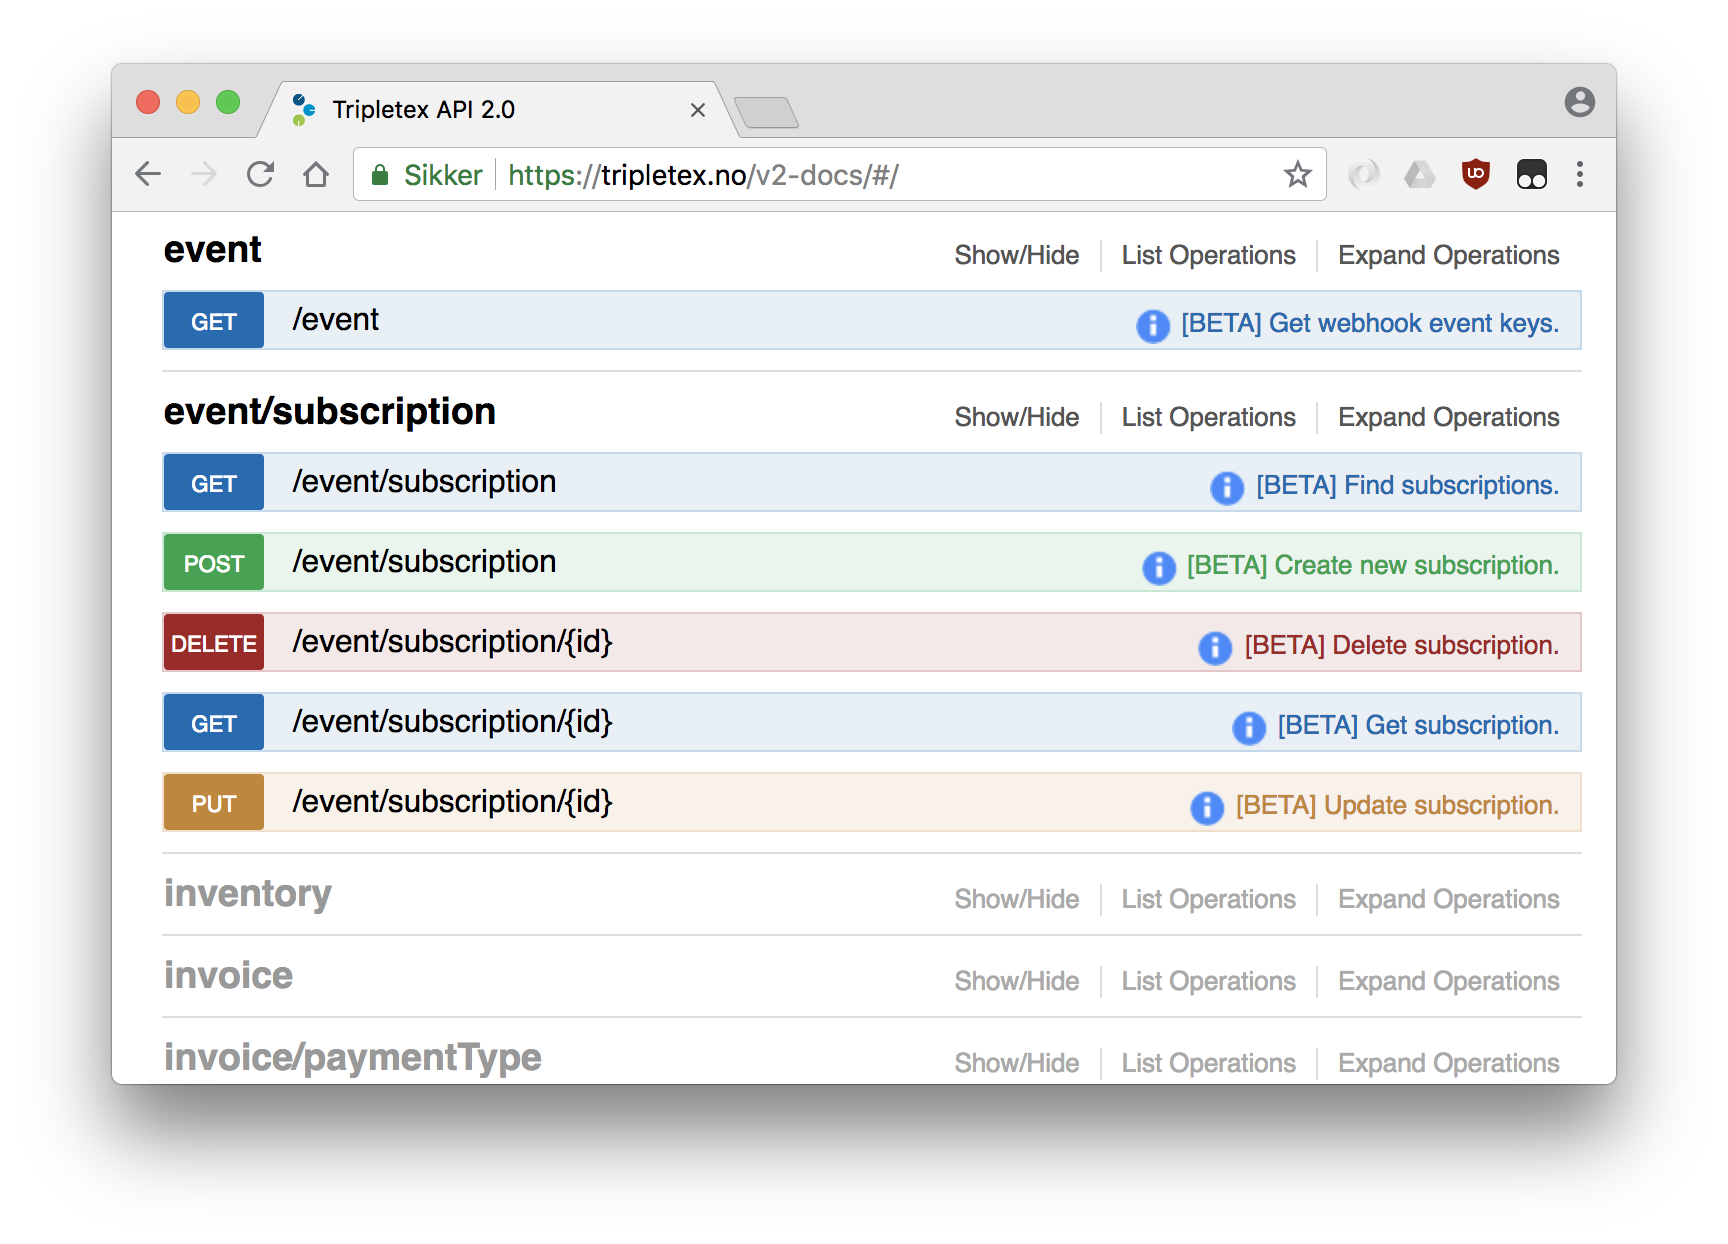 Tripletex API 2.0
Sikker https://tripletex.no/v2-docs/#/
event Show/Hide List Operations Expand Operations
GET /event [BETA] Get webhook event keys.
event/subscription Show/Hide List Operations Expand Operations
GET /event/subscription [BETA] Find subscriptions.
POST /event/subscription [BETA] Create new subscription.
DELETE /event/subscription/{id} [BETA] Delete subscription.
GET /event/subscription/{id} [BETA] Get subscription.
PUT /event/subscription/{id} [BETA] Update subscription.
inventory Show/Hide List Operations Expand Operations
invoice Show/Hide List Operations Expand Operations
invoice/paymentType Show/Hide List Operations Expand Operations